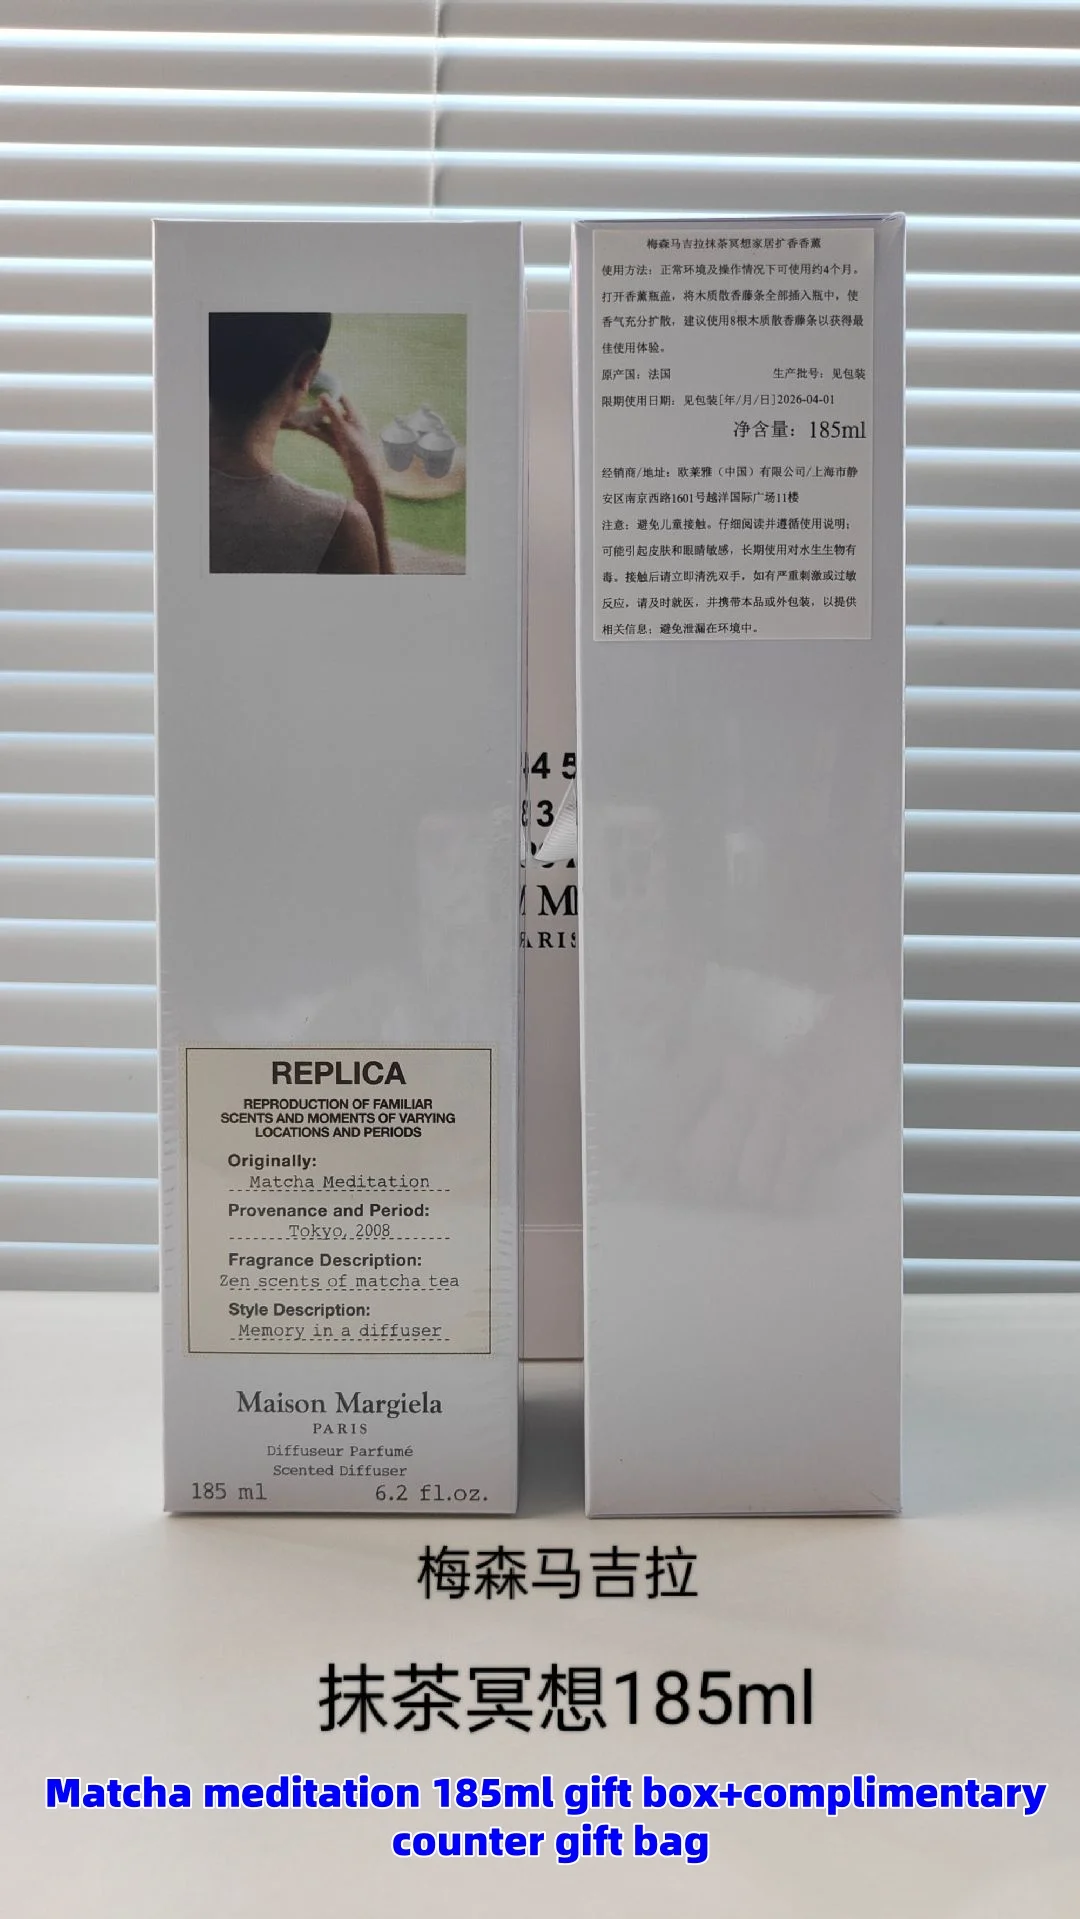 梅森马吉拉抹茶冥想家居扩香香薰
使用方法：正常环境及操作情况下可使用约4个月。
打开香薰瓶盖，将木质散香藤条全部插入瓶中，使
香气充分扩散，建议使用8根木质散香藤条以获得最
佳使用体验。
原产国：法国 生产批号：见包装
限期使用日期：见包装[年/月/日]2026-04-01
净含量：185ml
经销商/地址：欧莱雅（中国）有限公司/上海市静
安区南京西路1601号越洋国际广场11楼
注意：避免儿童接触。仔细阅读并遵循使用说明；
可能引起皮肤和眼睛敏感，长期使用对水生生物有
毒。接触后请立即清洗双手，如有严重刺激或过敏
反应，请及时就医，并携带本品或外包装，以提供
相关信息；避免泄漏在环境中。
4 5
3
M
ARIS
REPLICA
REPRODUCTION OF FAMILIAR
SCENTS AND MOMENTS OF VARYING
LOCATIONS AND PERIODS
Originally:
Matcha Meditation
Provenance and Period:
Tokyo, 2008
Fragrance Description:
Zen scents of matcha tea
Style Description:
Memory in a diffuser
Maison Margiela
PARIS
Diffuseur Parfumé
Scented Diffuser
185 ml 6.2 fl.oz.
梅森马吉拉
抹茶冥想185ml
Matcha meditation 185ml gift box+complimentary
counter gift bag